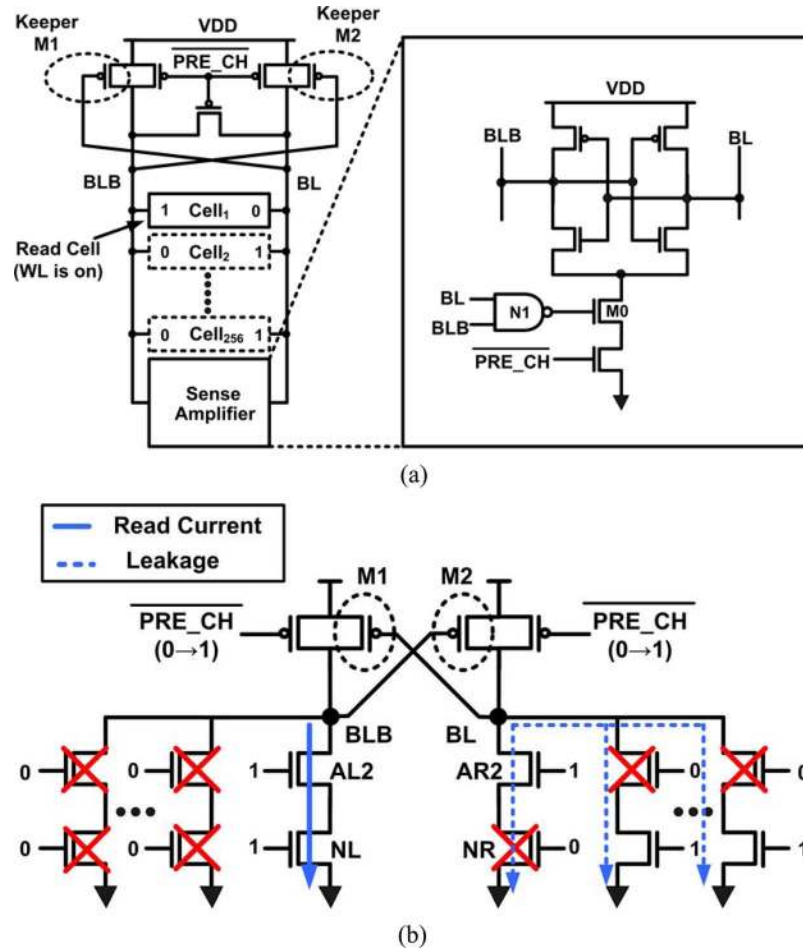 Keeper
M1
VDD
Keeper
M2
PRE_CH
BLB
BL
1 Cell1 0
Read Cell
(WL is on)
0 Cell2 1
0 Cell256 1
Sense
Amplifier
VDD
BLB
BL
BL
BLB
N1
M0
PRE_CH
(a)
Read Current
Leakage
M1
M2
PRE_CH
(0→1)
PRE_CH
(0→1)
BLB
BL
0
0
1
AL2
AR2
1
0
0
0
0
1
NL
NR
0
1
1
(b)